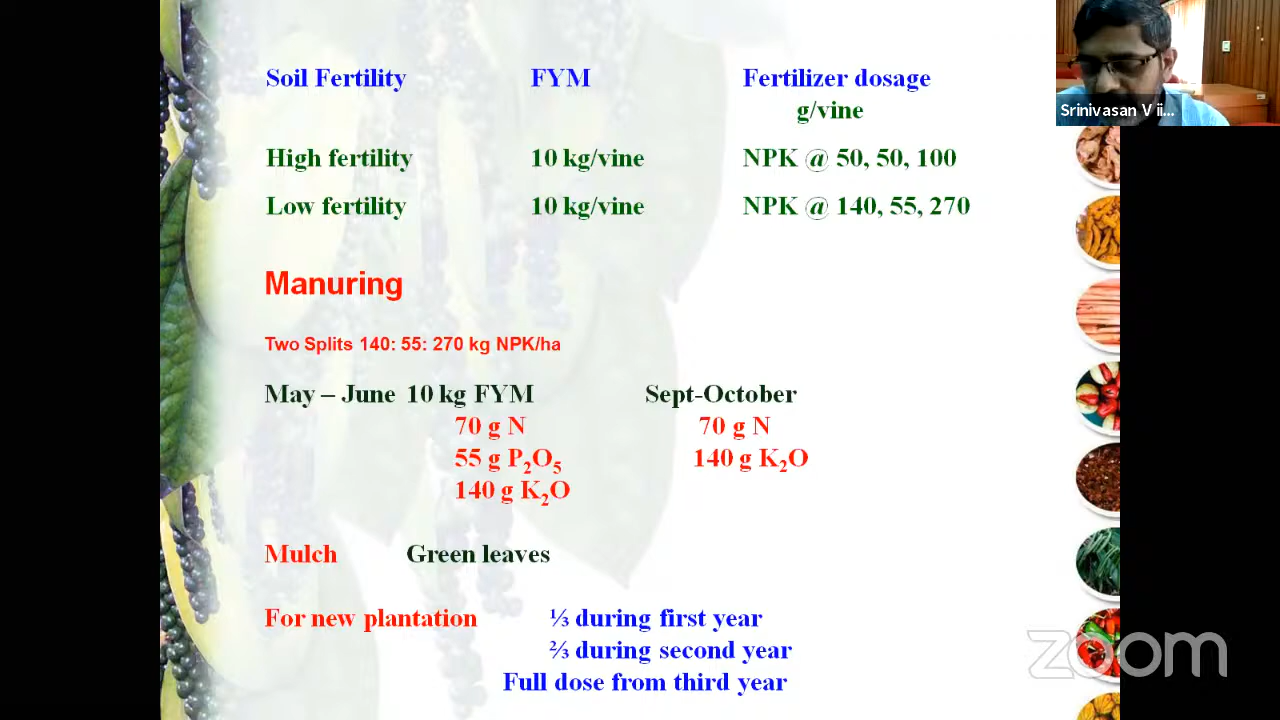 Soil Fertility FYM Fertilizer dosage
g/vine
High fertility 10 kg/vine NPK @ 50, 50, 100
Low fertility 10 kg/vine NPK @ 140, 55, 270
Manuring
Two Splits 140: 55: 270 kg NPK/ha
May – June 10 kg FYM Sept-October
70 g N 70 g N
55 g P₂O₅ 140 g K₂O
140 g K₂O
Mulch Green leaves
For new plantation ⅓ during first year
⅔ during second year
Full dose from third year
Srinivasan V ii...
zoom